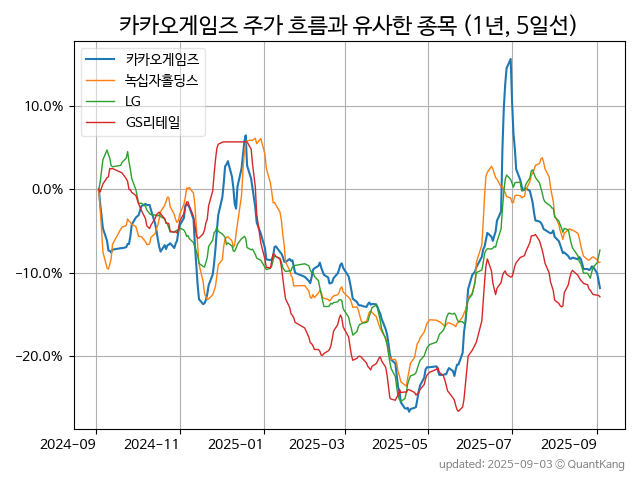 카카오게임즈 주가 흐름과 유사한 종목 (1년, 5일선)
카카오게임즈
녹십자홀딩스
LG
GS리테일
10.0%
0.0%
−10.0%
−20.0%
2024-09 2024-11 2025-01 2025-03 2025-05 2025-07 2025-09
updated: 2025-09-03 © QuantKang